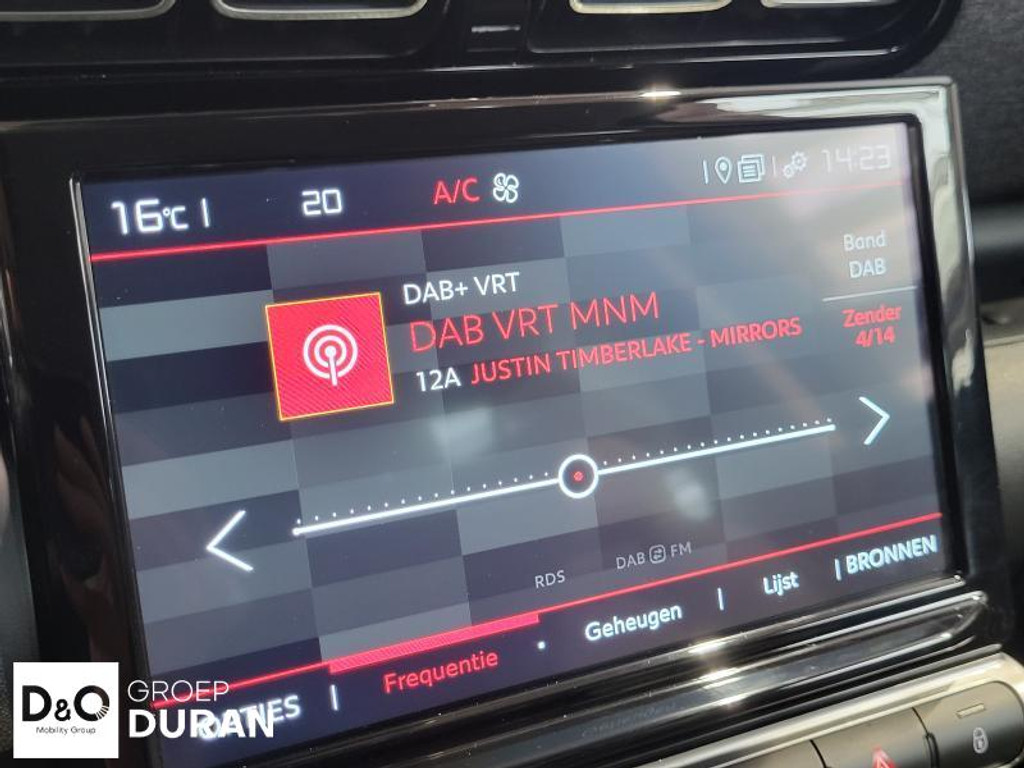 16°C
20
A/C
14:23
Band
DAB
DAB+ VRT
DAB VRT MNM
12A JUSTIN TIMBERLAKE - MIRRORS
Zender
4/14
RDS
DAB FM
Frequentie
Geheugen
Lijst
BRONNEN
D&O
Mobility Group
GROEP
DURAN